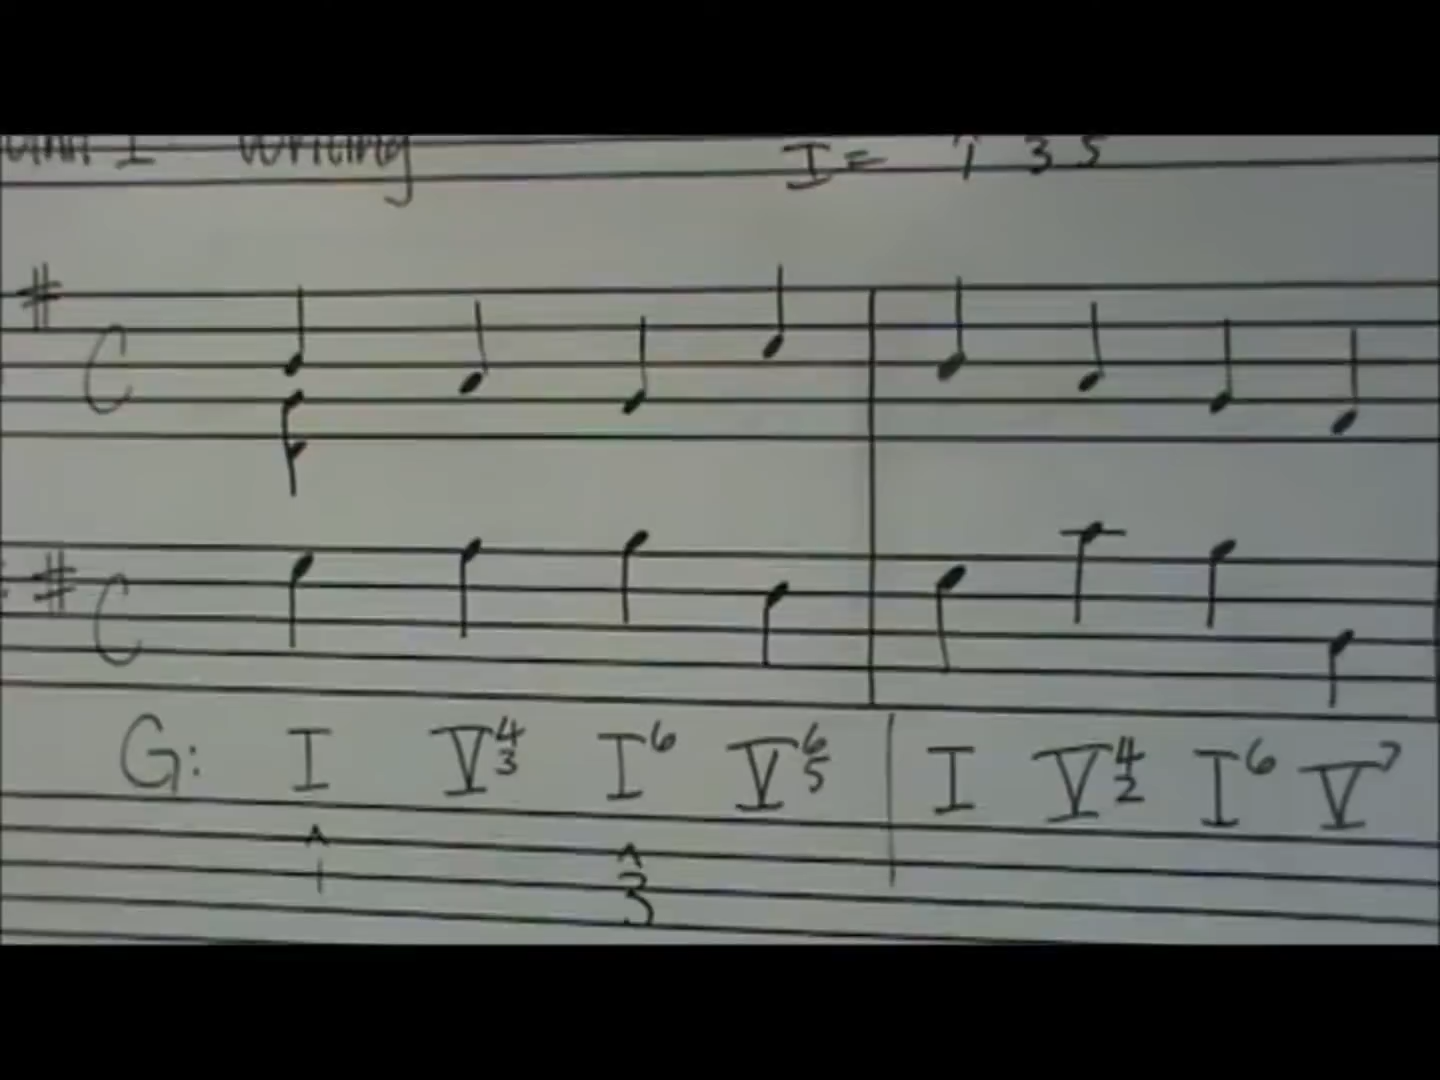 Writing I = 1 3 5
G: I V4/3 I6 V6/5 I V4/2 I6 V7
^1 ^3